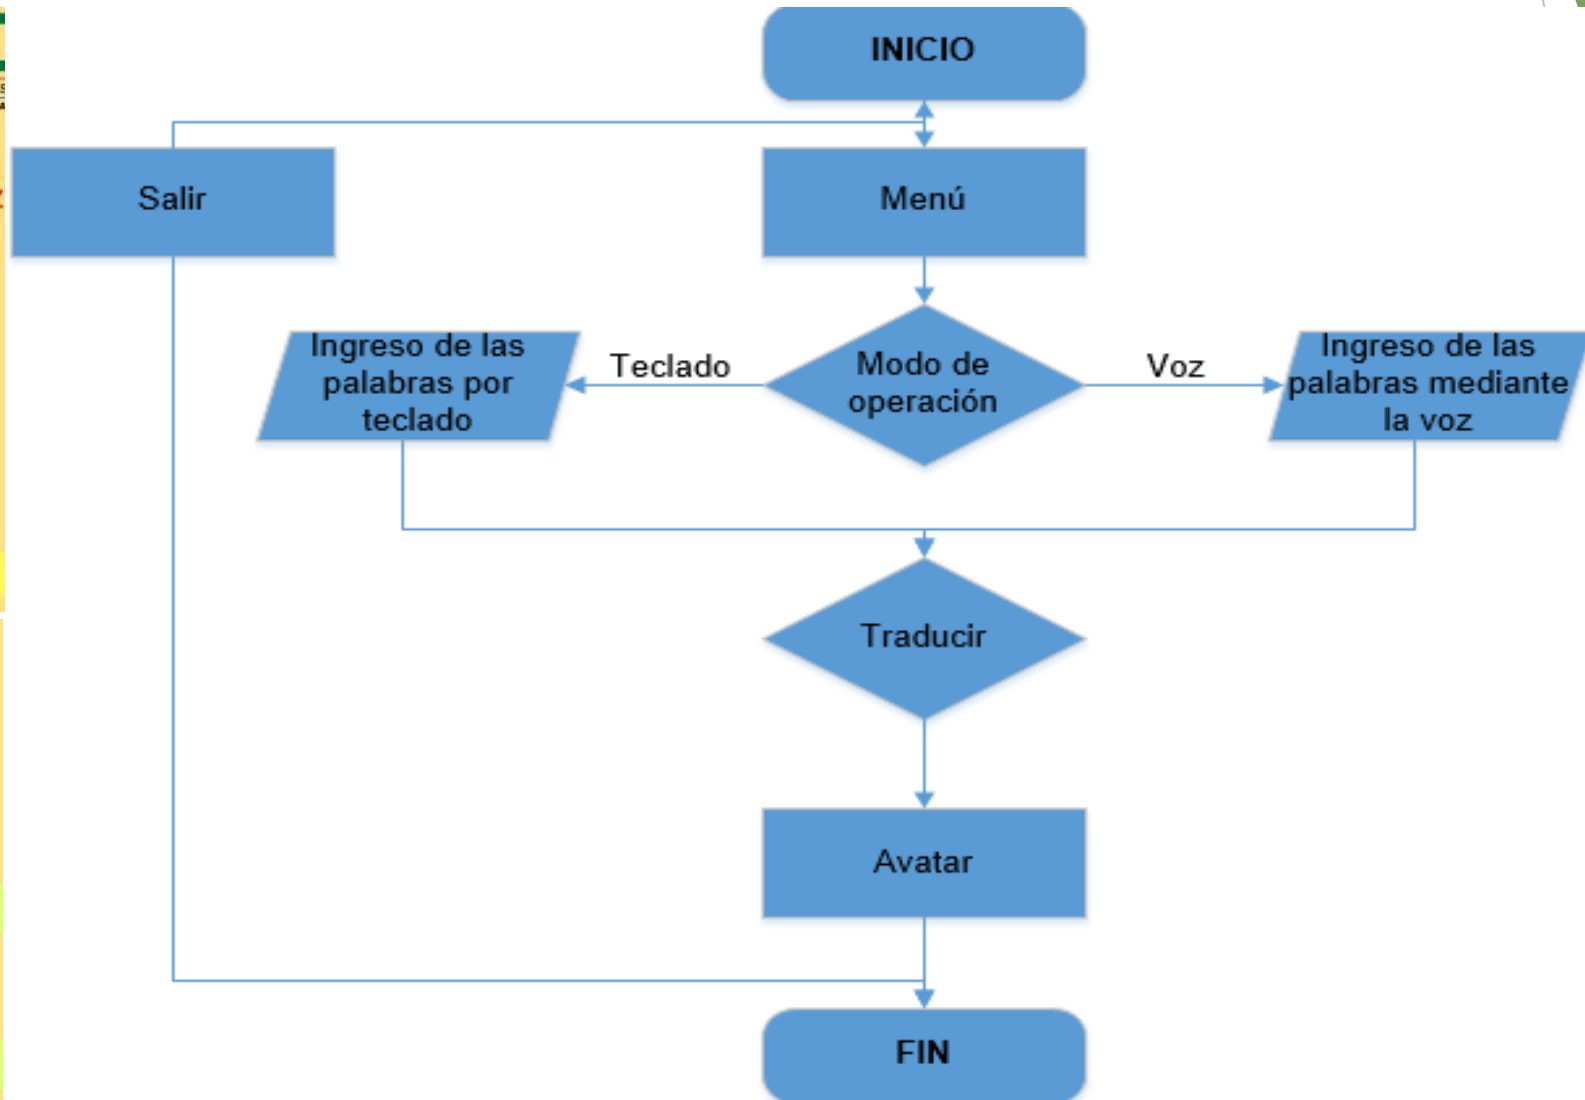 INICIO
Salir
Menú
Ingreso de las
palabras por
teclado
Teclado
Modo de
operación
Voz
Ingreso de las
palabras mediante
la voz
Traducir
Avatar
FIN